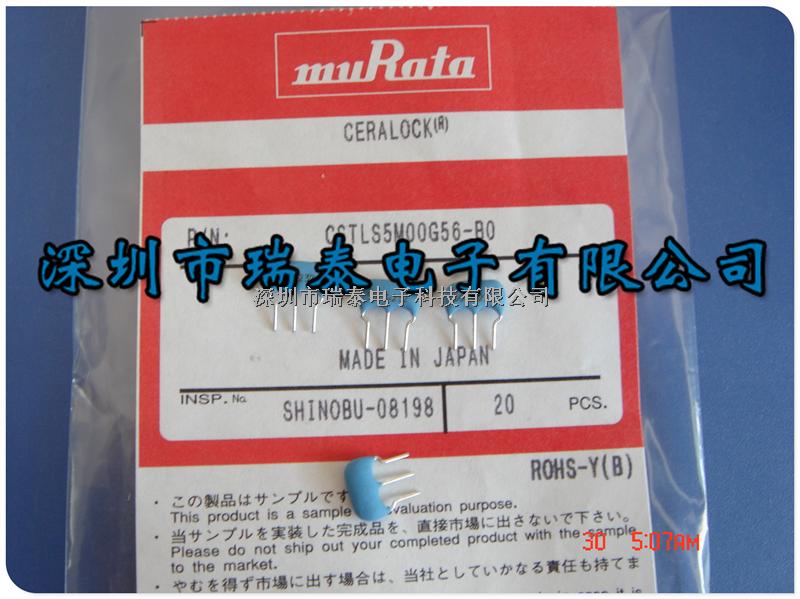 muRata
CERALOCK(R)
P/N: CSTLS5M00G56-B0
深圳市瑞泰电子有限公司
深圳市瑞泰电子科技有限公司
MADE IN JAPAN
INSP. No. SHINOBU-08198 20 PCS.
ROHS-Y(B)
・ この製品はサンプルです
This product is a sample evaluation purpose.
・ 当サンプルを実装した完成品を、直接市場に出さないで下さい。
Please do not ship out your completed product with the sample
to the market.
・ やむを得ず市場に出す場合は、当社としていかなる責任も持てま
30 5:07AM